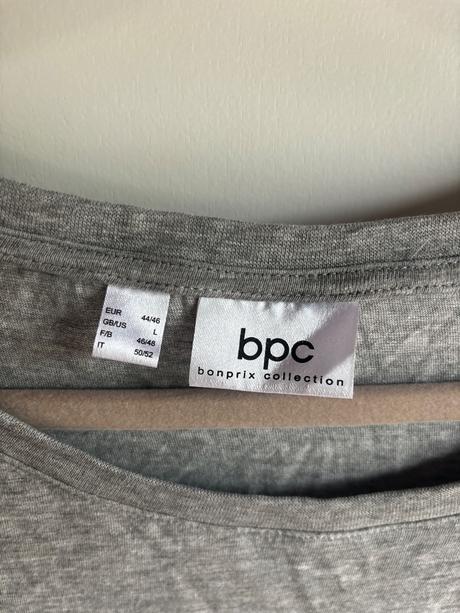 EUR 44/46
GB/US L
F/B 46/48
IT 50/52
bpc
bonprix collection